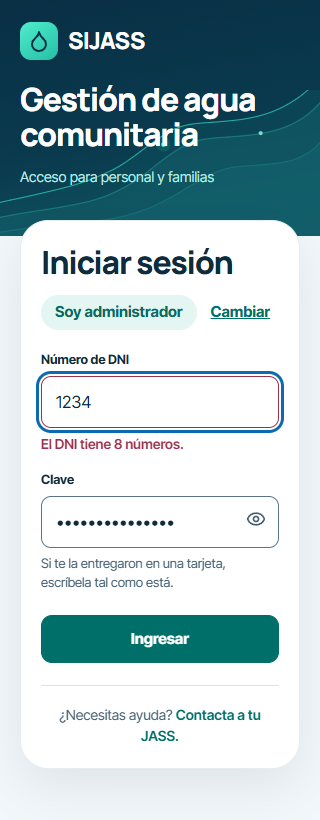 SIJASS
Gestión de agua
comunitaria
Acceso para personal y familias
Iniciar sesión
Soy administrador Cambiar
Número de DNI
1234
El DNI tiene 8 números.
Clave
•••••••••••••••
Si te la entregaron en una tarjeta,
escríbela tal como está.
Ingresar
¿Necesitas ayuda? Contacta a tu
JASS.